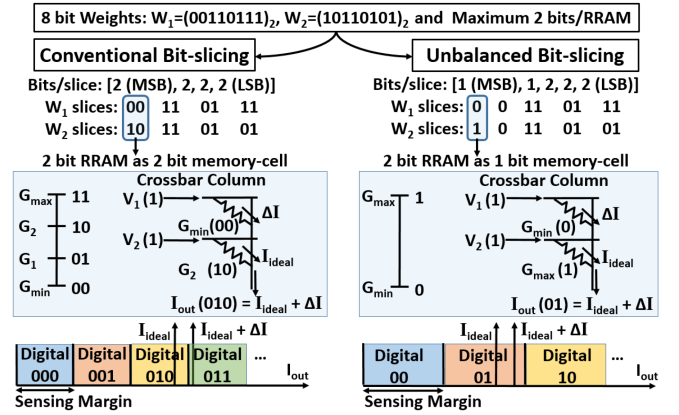 8 bit Weights: W₁=(00110111)₂, W₂=(10110101)₂ and Maximum 2 bits/RRAM
Conventional Bit-slicing
Bits/slice: [2 (MSB), 2, 2, 2 (LSB)]
W₁ slices: 00 11 01 11
W₂ slices: 10 11 01 01
2 bit RRAM as 2 bit memory-cell
Crossbar Column
Gmax 11
G₂ 10
G₁ 01
Gmin 00
V₁ (1)
ΔI
Gmin (00)
V₂ (1)
Iideal
G₂ (10)
Iout (010) = Iideal + ΔI
Iideal Iideal + ΔI
Digital 000
Digital 001
Digital 010
Digital 011
...
Iout
Sensing Margin
Unbalanced Bit-slicing
Bits/slice: [1 (MSB), 1, 2, 2, 2 (LSB)]
W₁ slices: 0 0 11 01 11
W₂ slices: 1 0 11 01 01
2 bit RRAM as 1 bit memory-cell
Crossbar Column
Gmax 1
Gmin 0
V₁ (1)
ΔI
Gmin (0)
V₂ (1)
Iideal
Gmax (1)
Iout (01) = Iideal + ΔI
Iideal Iideal + ΔI
Digital 00
Digital 01
Digital 10
...
Iout
Sensing Margin